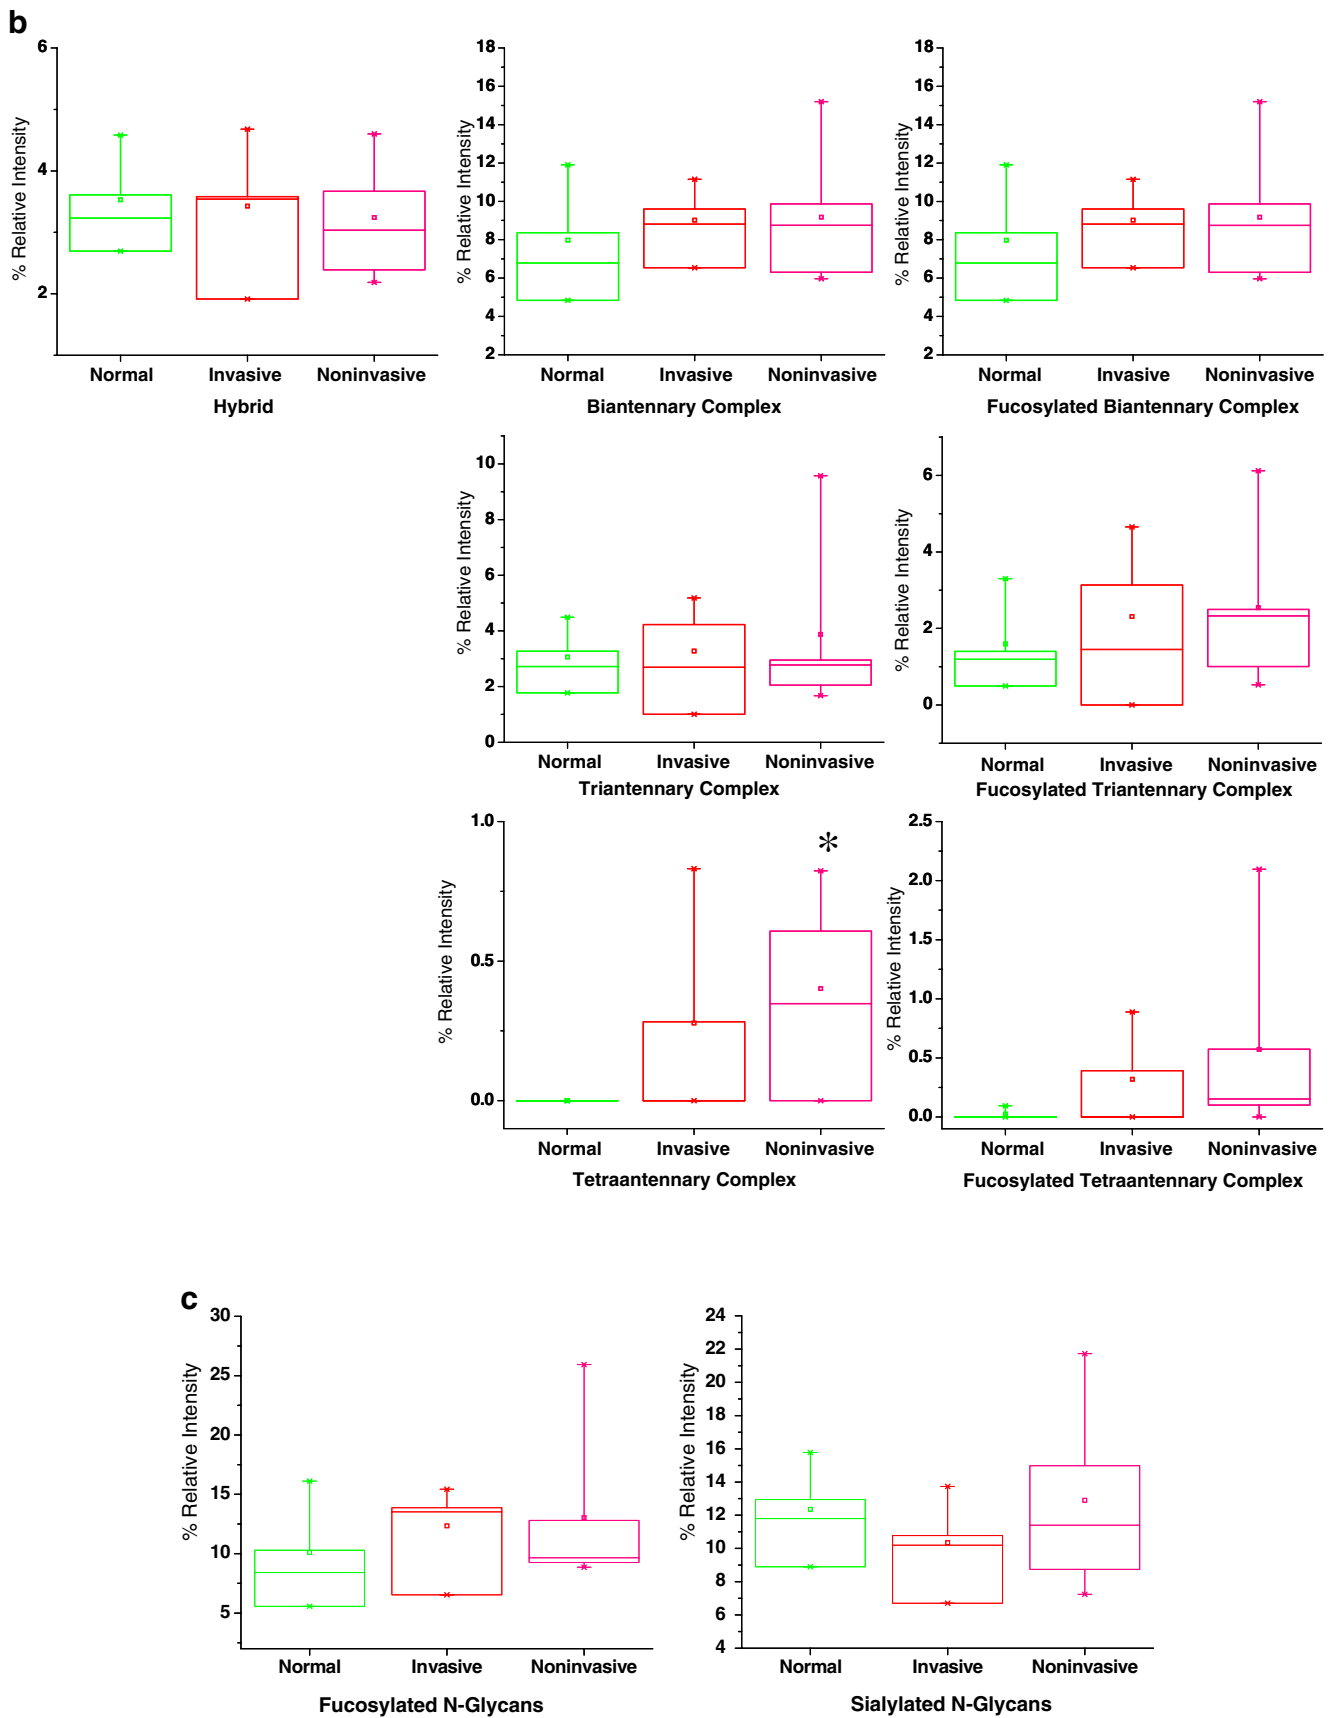 b
6
4
2
% Relative Intensity
Normal Invasive Noninvasive
Hybrid
18
16
14
12
10
8
6
4
2
% Relative Intensity
Normal Invasive Noninvasive
Biantennary Complex
18
16
14
12
10
8
6
4
2
% Relative Intensity
Normal Invasive Noninvasive
Fucosylated Biantennary Complex
10
8
6
4
2
0
% Relative Intensity
Normal Invasive Noninvasive
Triantennary Complex
6
4
2
0
% Relative Intensity
Normal Invasive Noninvasive
Fucosylated Triantennary Complex
1.0
0.5
0.0
% Relative Intensity
*
Normal Invasive Noninvasive
Tetraantennary Complex
2.5
2.0
1.5
1.0
0.5
0.0
% Relative Intensity
Normal Invasive Noninvasive
Fucosylated Tetraantennary Complex
c
30
25
20
15
10
5
% Relative Intensity
Normal Invasive Noninvasive
Fucosylated N-Glycans
24
22
20
18
16
14
12
10
8
6
4
% Relative Intensity
Normal Invasive Noninvasive
Sialylated N-Glycans